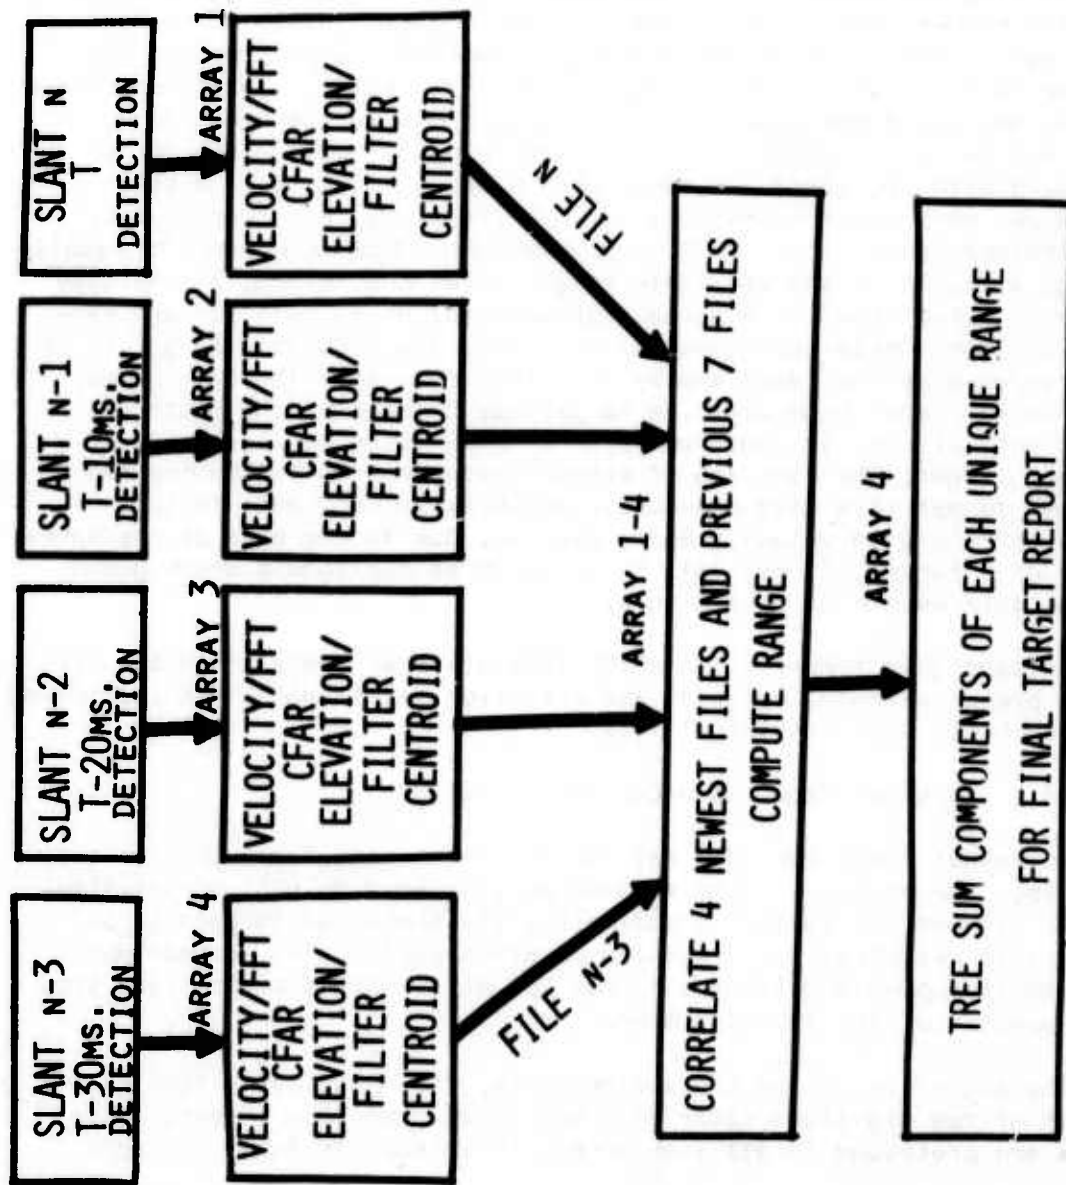 SLANT N-3
T-30MS.
DETECTION
SLANT N-2
T-20MS.
DETECTION
SLANT N-1
T-10MS.
DETECTION
SLANT N
T
DETECTION
ARRAY 4
ARRAY 3
ARRAY 2
ARRAY 1
VELOCITY/FFT
CFAR
ELEVATION/
FILTER
CENTROID
VELOCITY/FFT
CFAR
ELEVATION/
FILTER
CENTROID
VELOCITY/FFT
CFAR
ELEVATION/
FILTER
CENTROID
VELOCITY/FFT
CFAR
ELEVATION/
FILTER
CENTROID
FILE N-3
ARRAY 1-4
FILE N
CORRELATE 4 NEWEST FILES AND PREVIOUS 7 FILES
COMPUTE RANGE
ARRAY 4
TREE SUM COMPONENTS OF EACH UNIQUE RANGE
FOR FINAL TARGET REPORT